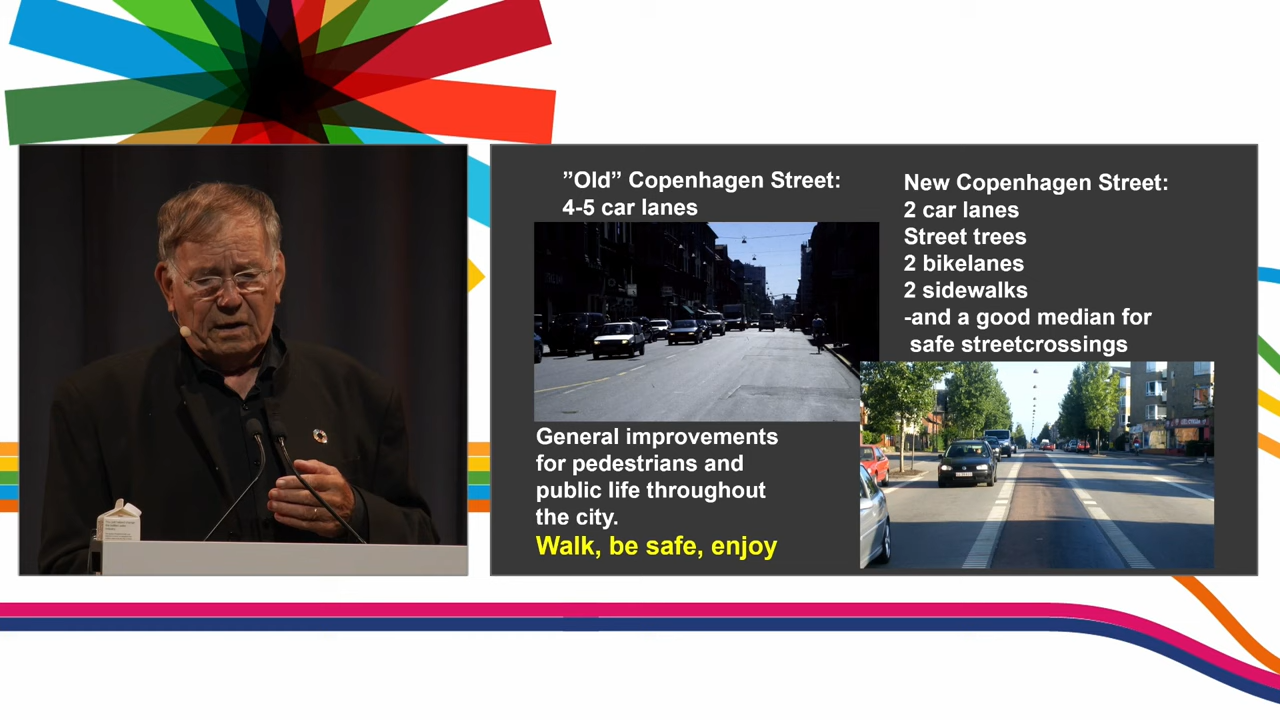 ”Old” Copenhagen Street:
4-5 car lanes
General improvements
for pedestrians and
public life throughout
the city.
Walk, be safe, enjoy
New Copenhagen Street:
2 car lanes
Street trees
2 bikelanes
2 sidewalks
-and a good median for
safe streetcrossings